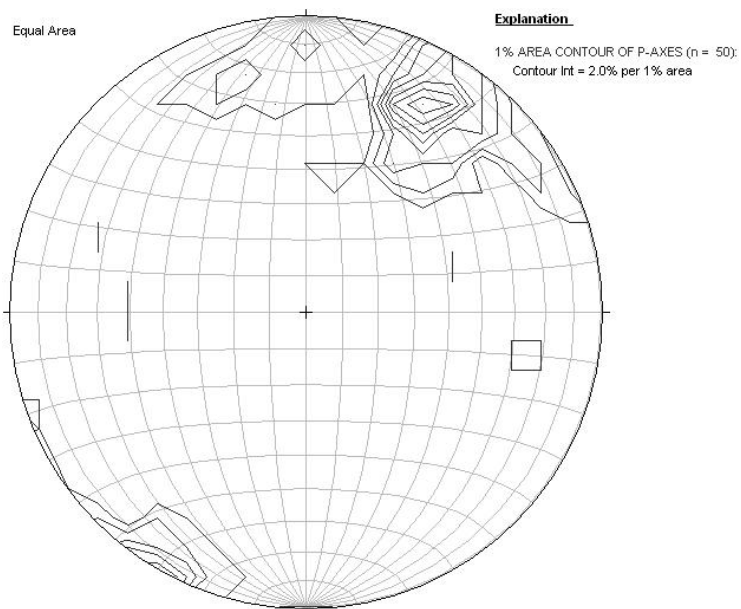 Equal Area
Explanation
1% AREA CONTOUR OF P-AXES (n = 50):
Contour Int = 2.0% per 1% area